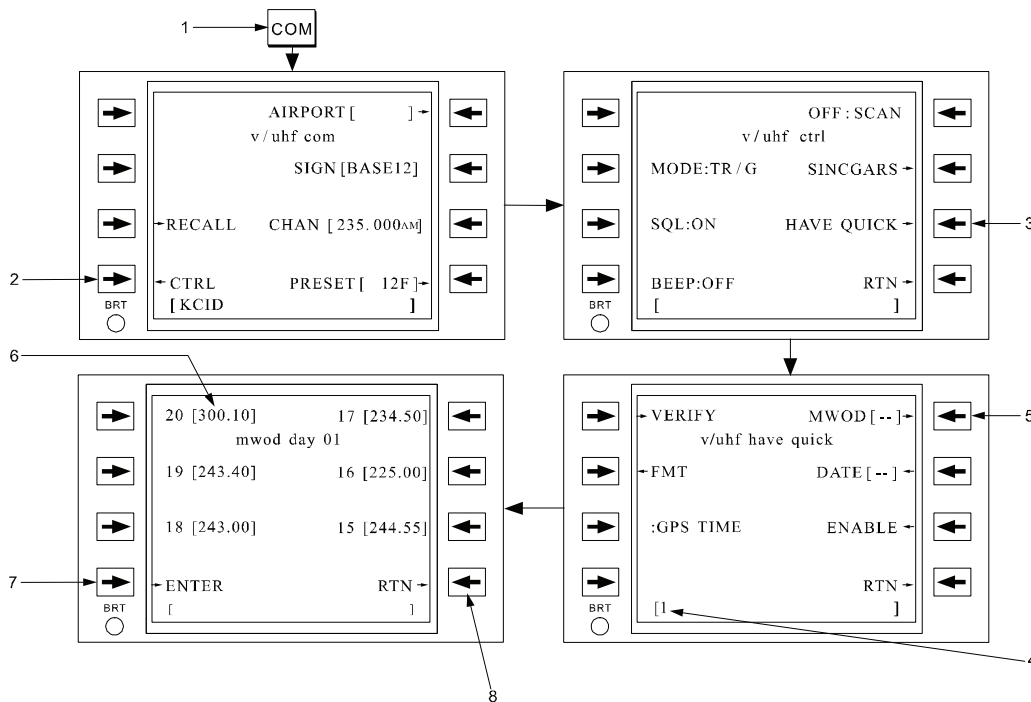 1
COM
AIRPORT [ ]
v/uhf com
SIGN [BASE12]
RECALL CHAN [235.000AM]
CTRL PRESET [ 12F]
[KCID ]
BRT
2
OFF:SCAN
v/uhf ctrl
MODE:TR/G SINCGARS
SQL:ON HAVE QUICK
BEEP:OFF RTN
[ ]
BRT
3
6
20 [300.10] 17 [234.50]
mwod day 01
19 [243.40] 16 [225.00]
18 [243.00] 15 [244.55]
ENTER RTN
[ ]
BRT
7
8
VERIFY MWOD [--]
v/uhf have quick
FMT DATE [--]
:GPS TIME ENABLE
RTN
[1 ]
BRT
5
4